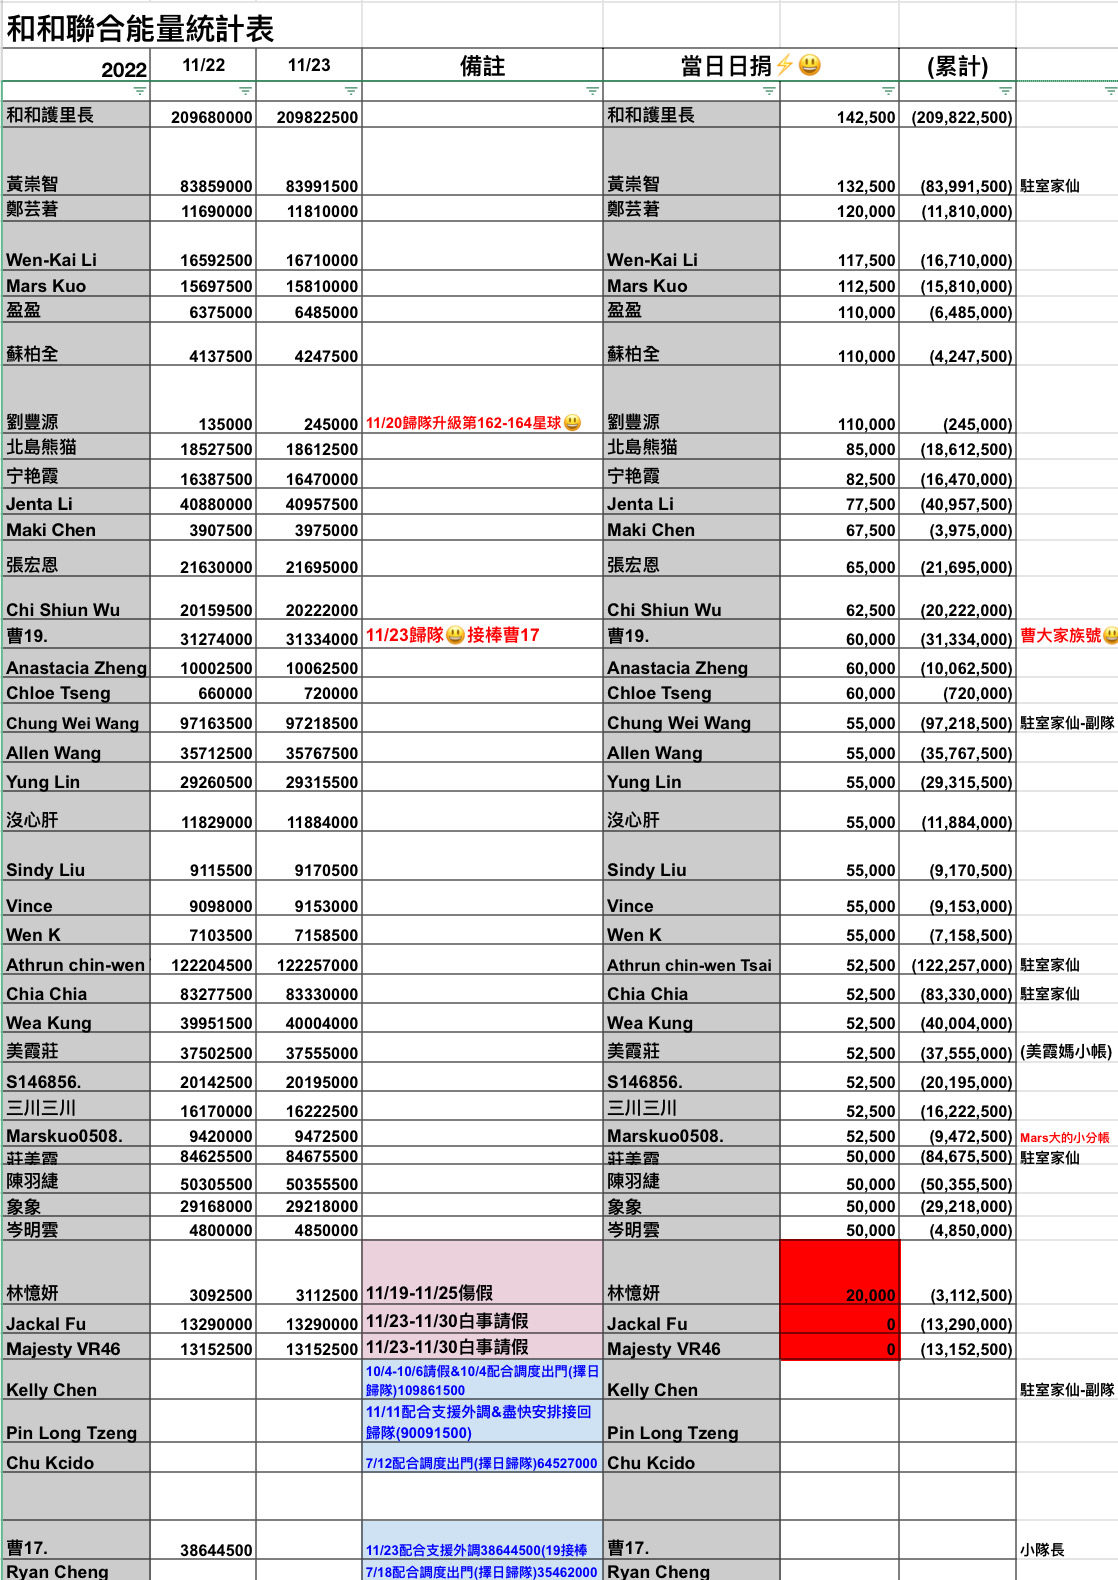 和和聯合能量統計表
2022 11/22 11/23 備註 當日日捐⚡😃 (累計)
和和護里長 209680000 209822500 和和護里長 142,500 (209,822,500)
黃崇智 83859000 83991500 黃崇智 132,500 (83,991,500) 駐室家仙
鄭芸著 11690000 11810000 鄭芸著 120,000 (11,810,000)
Wen-Kai Li 16592500 16710000 Wen-Kai Li 117,500 (16,710,000)
Mars Kuo 15697500 15810000 Mars Kuo 112,500 (15,810,000)
盈盈 6375000 6485000 盈盈 110,000 (6,485,000)
蘇柏全 4137500 4247500 蘇柏全 110,000 (4,247,500)
劉豐源 135000 245000 11/20歸隊升級第162-164星球😃 劉豐源 110,000 (245,000)
北島熊猫 18527500 18612500 北島熊猫 85,000 (18,612,500)
宁艳霞 16387500 16470000 宁艳霞 82,500 (16,470,000)
Jenta Li 40880000 40957500 Jenta Li 77,500 (40,957,500)
Maki Chen 3907500 3975000 Maki Chen 67,500 (3,975,000)
張宏恩 21630000 21695000 張宏恩 65,000 (21,695,000)
Chi Shiun Wu 20159500 20222000 Chi Shiun Wu 62,500 (20,222,000)
曹19. 31274000 31334000 11/23歸隊😃接棒曹17 曹19. 60,000 (31,334,000) 曹大家族號😃
Anastacia Zheng 10002500 10062500 Anastacia Zheng 60,000 (10,062,500)
Chloe Tseng 660000 720000 Chloe Tseng 60,000 (720,000)
Chung Wei Wang 97163500 97218500 Chung Wei Wang 55,000 (97,218,500) 駐室家仙-副隊
Allen Wang 35712500 35767500 Allen Wang 55,000 (35,767,500)
Yung Lin 29260500 29315500 Yung Lin 55,000 (29,315,500)
沒心肝 11829000 11884000 沒心肝 55,000 (11,884,000)
Sindy Liu 9115500 9170500 Sindy Liu 55,000 (9,170,500)
Vince 9098000 9153000 Vince 55,000 (9,153,000)
Wen K 7103500 7158500 Wen K 55,000 (7,158,500)
Athrun chin-wen 122204500 122257000 Athrun chin-wen Tsai 52,500 (122,257,000) 駐室家仙
Chia Chia 83277500 83330000 Chia Chia 52,500 (83,330,000) 駐室家仙
Wea Kung 39951500 40004000 Wea Kung 52,500 (40,004,000)
美霞莊 37502500 37555000 美霞莊 52,500 (37,555,000) (美霞媽小帳)
S146856. 20142500 20195000 S146856. 52,500 (20,195,000)
三川三川 16170000 16222500 三川三川 52,500 (16,222,500)
Marskuo0508. 9420000 9472500 Marskuo0508. 52,500 (9,472,500) Mars大的小分帳
莊美霞 84625500 84675500 莊美霞 50,000 (84,675,500) 駐室家仙
陳羽緁 50305500 50355500 陳羽緁 50,000 (50,355,500)
象象 29168000 29218000 象象 50,000 (29,218,000)
岑明雲 4800000 4850000 岑明雲 50,000 (4,850,000)
林憶妍 3092500 3112500 11/19-11/25傷假 林憶妍 20,000 (3,112,500)
Jackal Fu 13290000 13290000 11/23-11/30白事請假 Jackal Fu 0 (13,290,000)
Majesty VR46 13152500 13152500 11/23-11/30白事請假 Majesty VR46 0 (13,152,500)
10/4-10/6請假&10/4配合調度出門(擇日
Kelly Chen 歸隊)109861500 Kelly Chen 駐室家仙-副隊
11/11配合支援外調&盡快安排接回
Pin Long Tzeng 歸隊(90091500) Pin Long Tzeng
Chu Kcido 7/12配合調度出門(擇日歸隊)64527000 Chu Kcido
曹17. 38644500 11/23配合支援外調38644500(19接棒 曹17. 小隊長
Ryan Cheng 7/18配合調度出門(擇日歸隊)35462000 Ryan Cheng